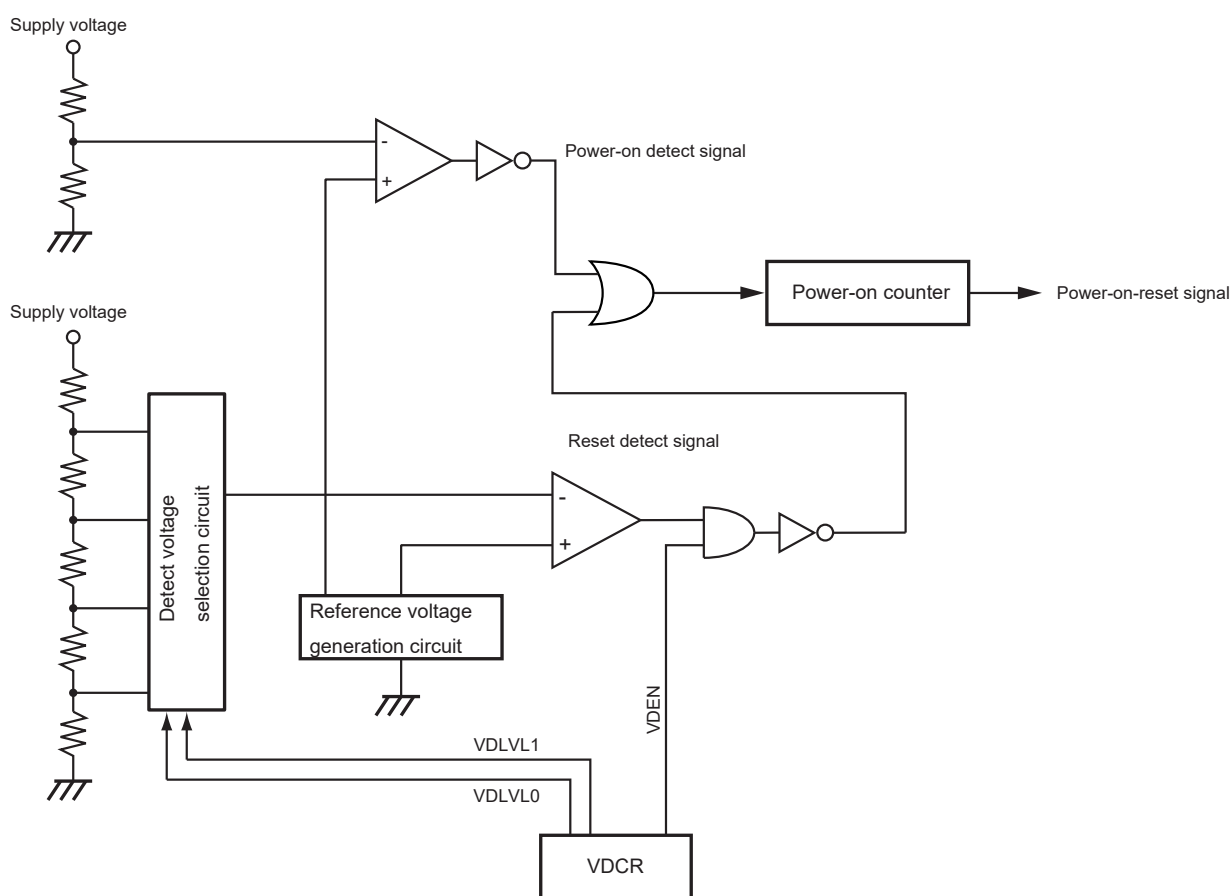 Supply voltage
-
+
Power-on detect signal
Power-on counter
Power-on-reset signal
Supply voltage
Detect voltage
selection circuit
Reset detect signal
-
+
Reference voltage
generation circuit
VDEN
VDLVL1
VDLVL0
VDCR